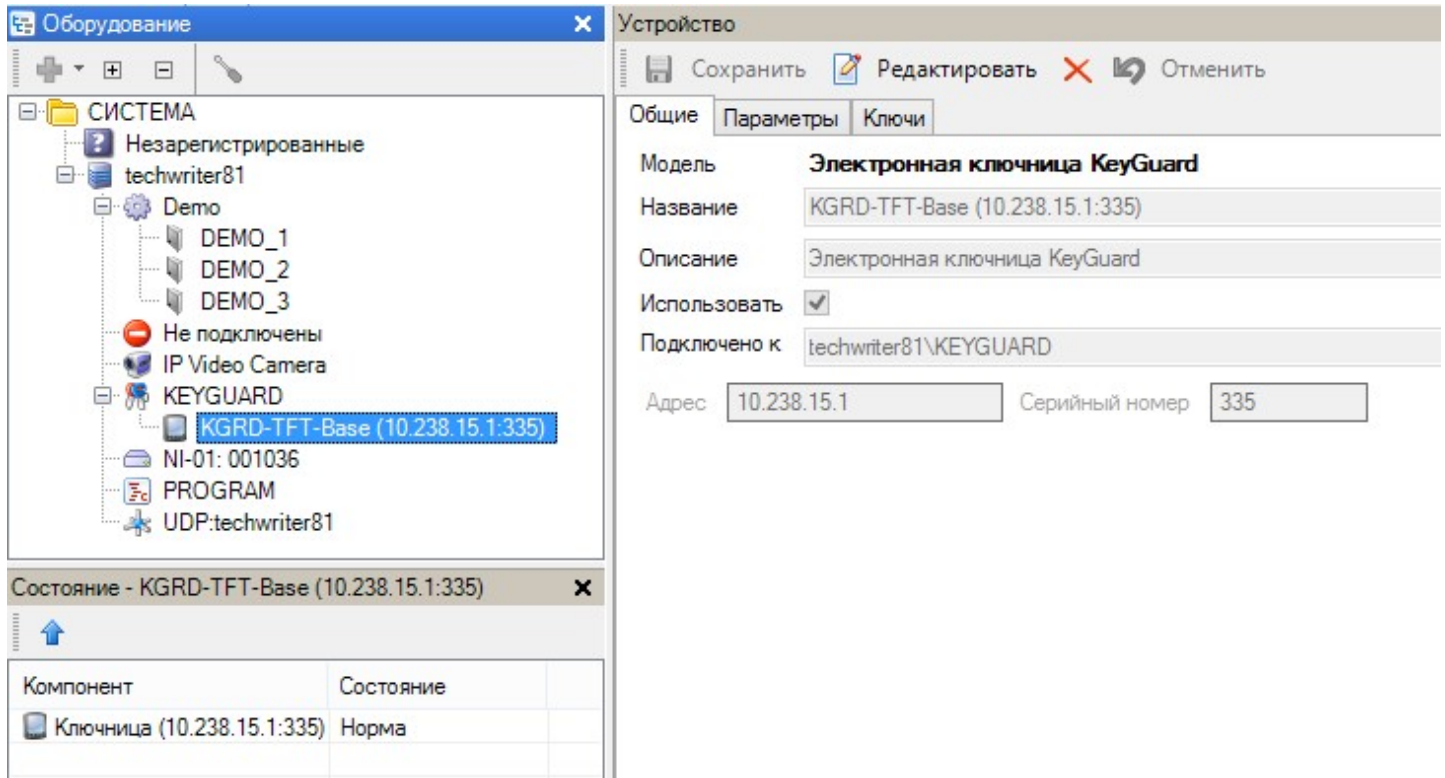 Оборудование
СИСТЕМА
Незарегистрированные
techwriter81
Demo
DEMO_1
DEMO_2
DEMO_3
Не подключены
IP Video Camera
KEYGUARD
KGRD-TFT-Base (10.238.15.1:335)
NI-01: 001036
PROGRAM
UDP:techwriter81
Состояние - KGRD-TFT-Base (10.238.15.1:335)
Компонент Состояние
Ключница (10.238.15.1:335) Норма
Устройство
Сохранить Редактировать Отменить
Общие Параметры Ключи
Модель Электронная ключница KeyGuard
Название KGRD-TFT-Base (10.238.15.1:335)
Описание Электронная ключница KeyGuard
Использовать
Подключено к techwriter81\KEYGUARD
Адрес 10.238.15.1 Серийный номер 335